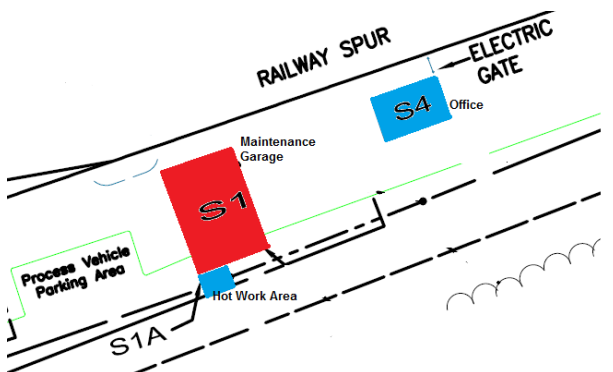 RAILWAY SPUR
ELECTRIC
GATE
S4
Office
Maintenance
Garage
S1
Process Vehicle
Parking Area
Hot Work Area
S1A